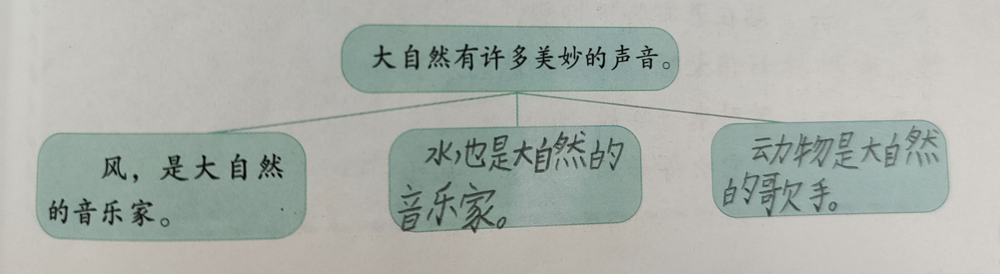 大自然有许多美妙的声音。
风，是大自然
的音乐家。
水，也是大自然的
音乐家。
动物是大自然
的歌手。